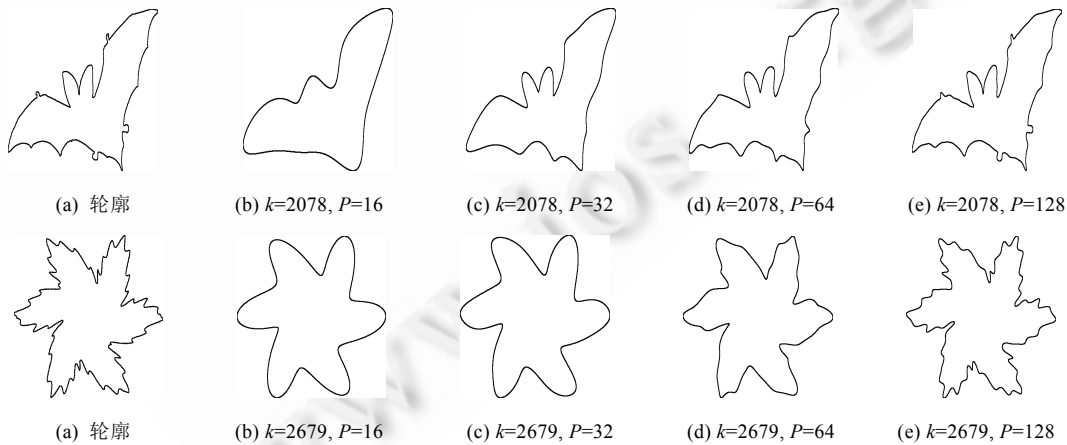 (a) 轮廓 (b) k=2078, P=16 (c) k=2078, P=32 (d) k=2078, P=64 (e) k=2078, P=128
(a) 轮廓 (b) k=2679, P=16 (c) k=2679, P=32 (d) k=2679, P=64 (e) k=2679, P=128